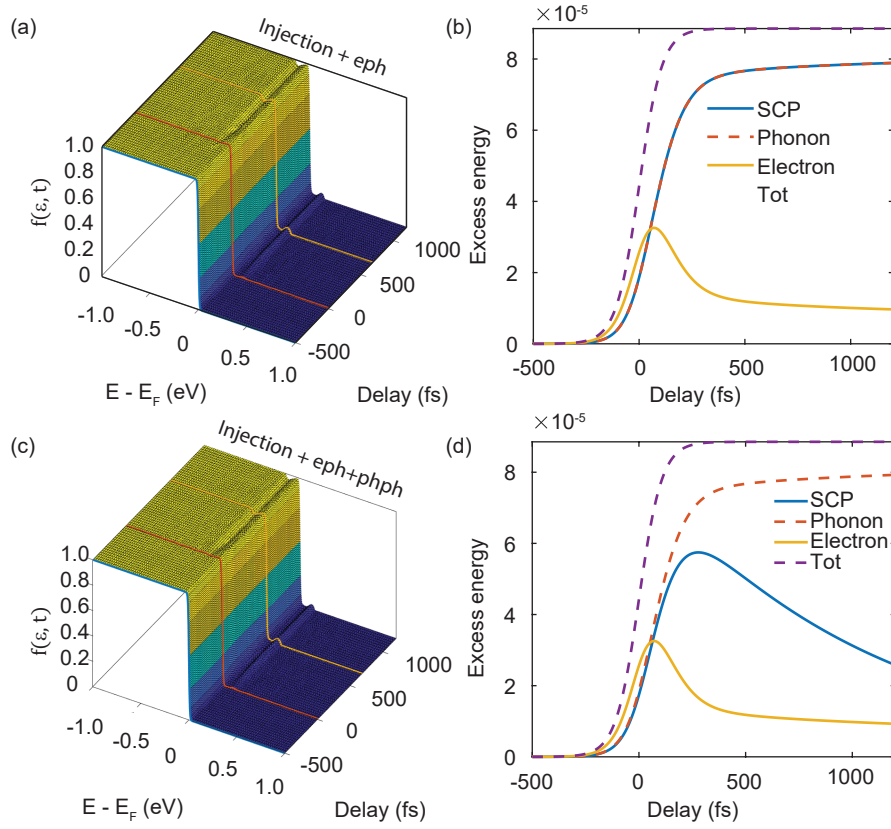 (a)
Injection + eph
f(ε, t)
1.0
0.8
0.6
0.4
0.2
0
-1.0
-0.5
0
0.5
1.0
E - E_F (eV)
-500
0
500
1000
Delay (fs)
(b)
×10^-5
Excess energy
8
6
4
2
0
SCP
Phonon
Electron
Tot
-500
0
500
1000
Delay (fs)
(c)
Injection + eph+phph
f(ε, t)
1.0
0.8
0.6
0.4
0.2
0
-1.0
-0.5
0
0.5
1.0
E - E_F (eV)
-500
0
500
1000
Delay (fs)
(d)
×10^-5
Excess energy
8
6
4
2
0
SCP
Phonon
Electron
Tot
-500
0
500
1000
Delay (fs)